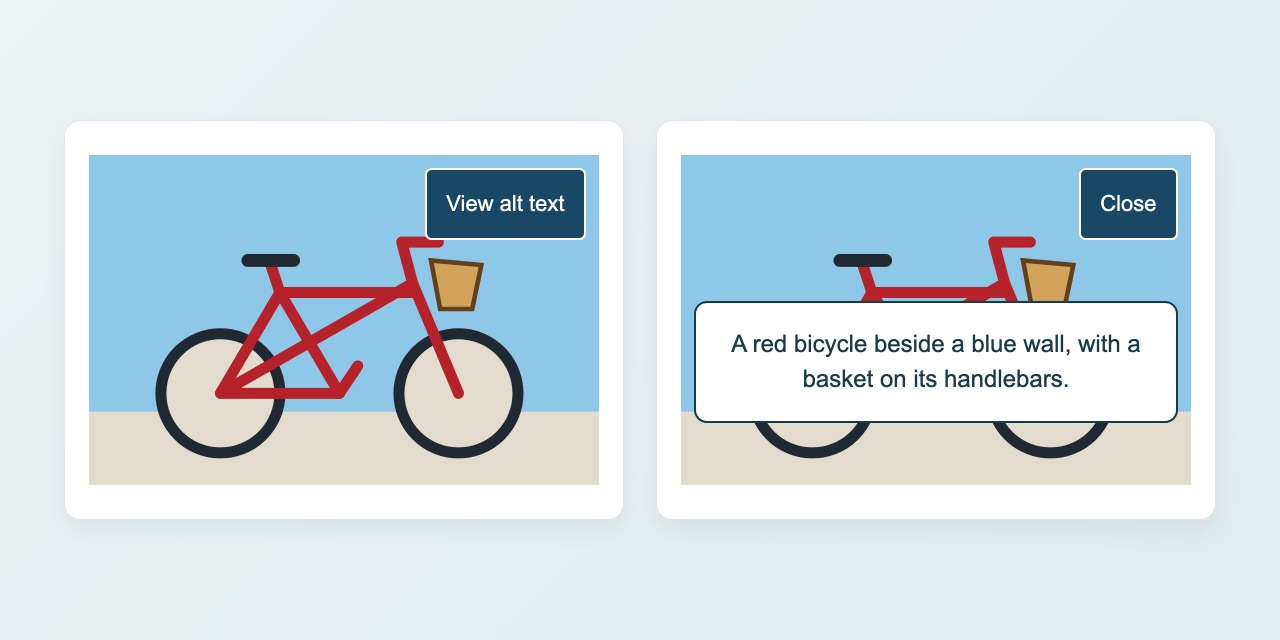 View alt text
Close
A red bicycle beside a blue wall, with a
basket on its handlebars.